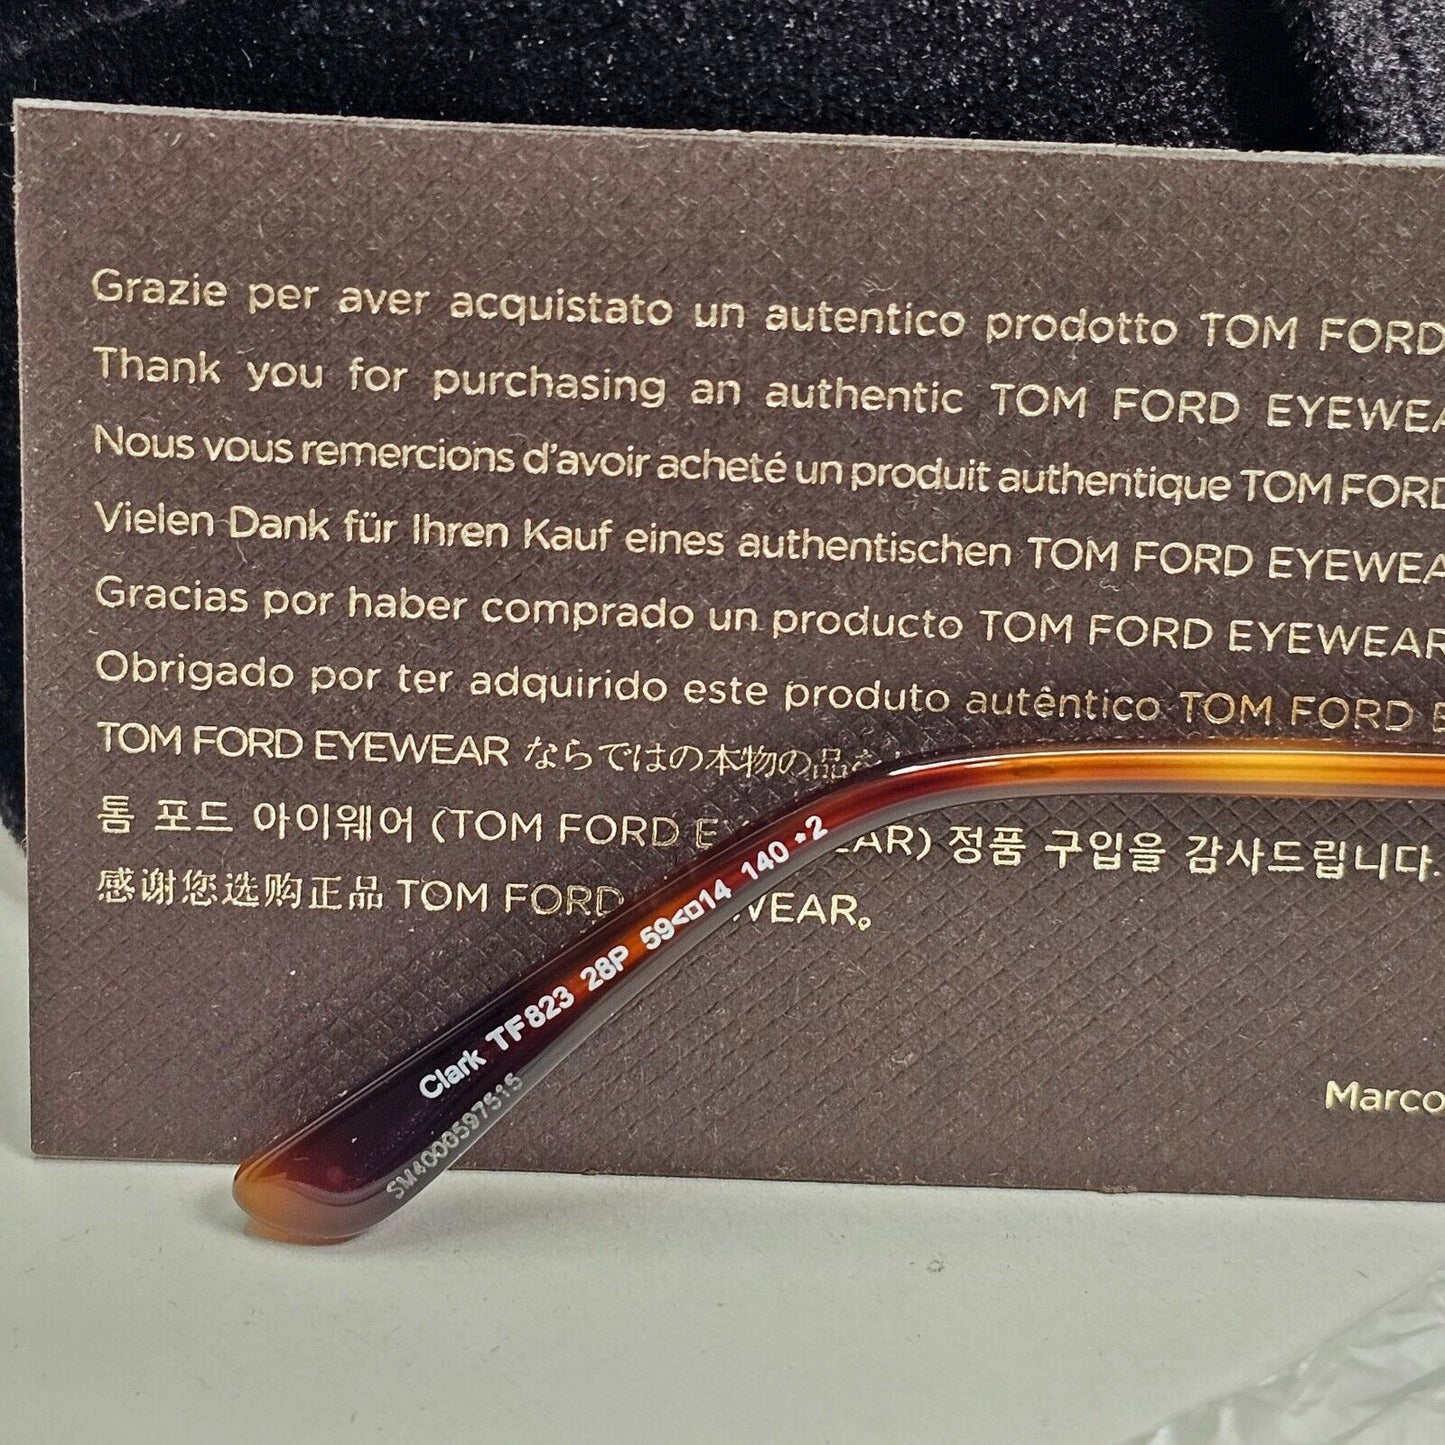 Grazie per aver acquistato un autentico prodotto TOM FORD
Thank you for purchasing an authentic TOM FORD EYEWEA
Nous vous remercions d'avoir acheté un produit authentique TOM FORD
Vielen Dank für Ihren Kauf eines authentischen TOM FORD EYEWEA
Gracias por haber comprado un producto TOM FORD EYEWEAR
Obrigado por ter adquirido este produto autêntico TOM FORD E
TOM FORD EYEWEAR ならではの本物の品を
톰 포드 아이웨어 (TOM FORD E EAR) 정품 구입을 감사드립니다.
感谢您选购正品 TOM FORD WEAR。
Marco
Clark TF823 28P 59□14 140 *2
SM4000597515